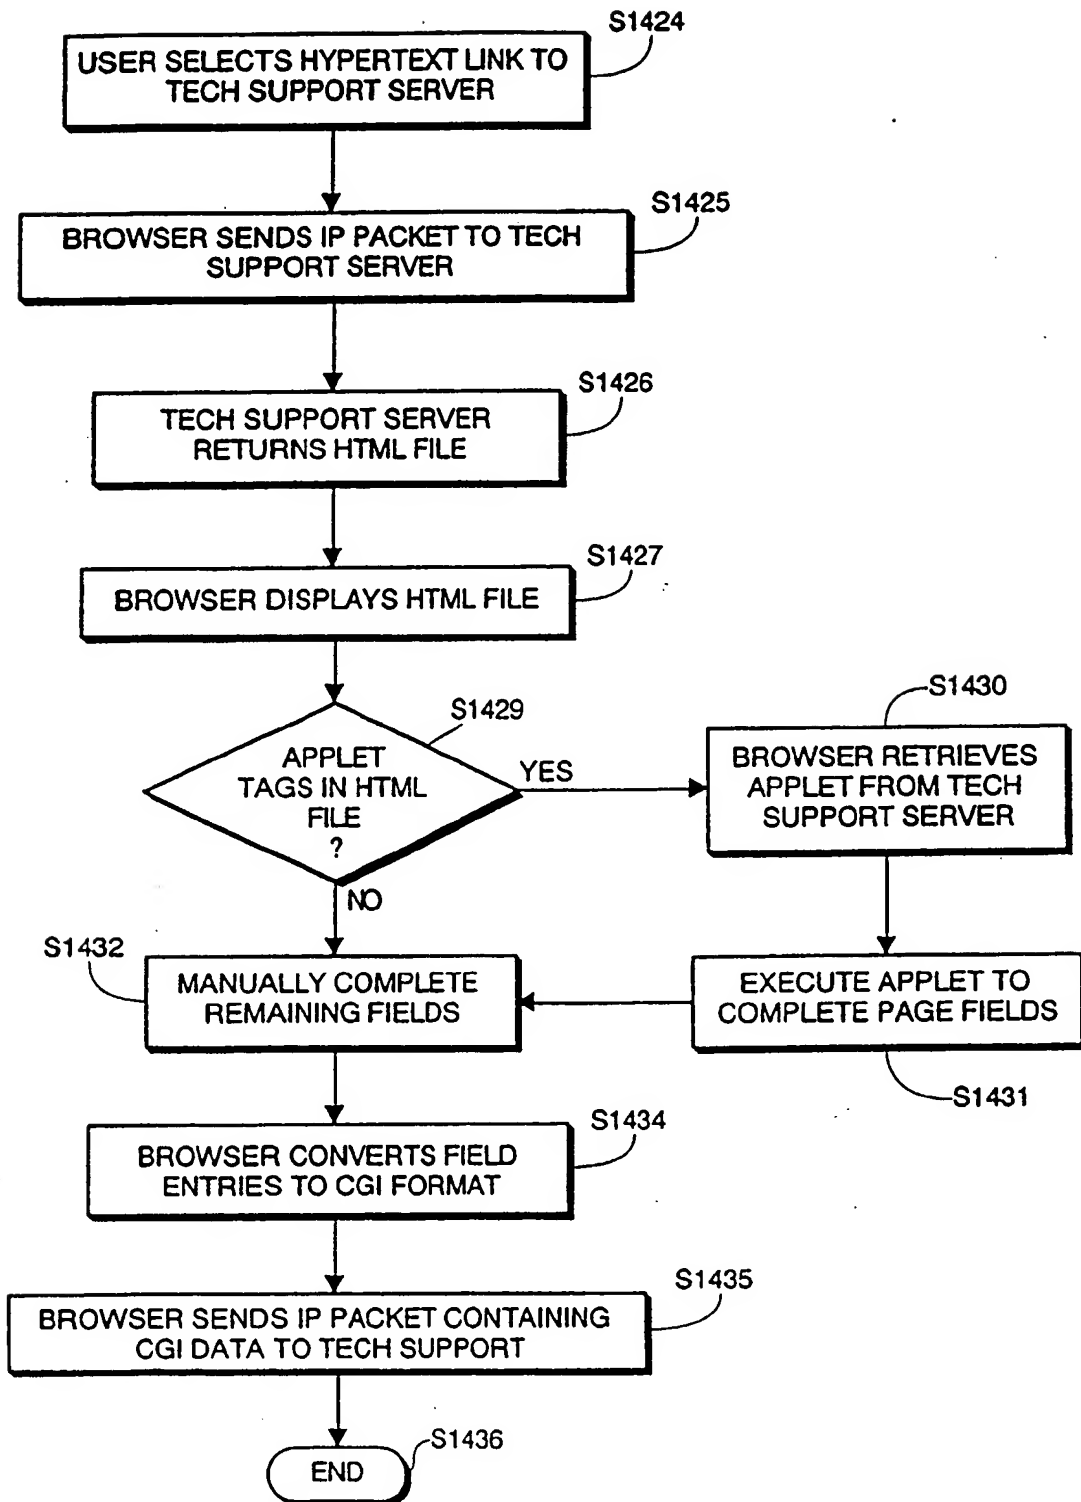 S1424
USER SELECTS HYPERTEXT LINK TO
TECH SUPPORT SERVER
S1425
BROWSER SENDS IP PACKET TO TECH
SUPPORT SERVER
S1426
TECH SUPPORT SERVER
RETURNS HTML FILE
S1427
BROWSER DISPLAYS HTML FILE
S1429
APPLET
TAGS IN HTML
FILE
?
YES
NO
S1430
BROWSER RETRIEVES
APPLET FROM TECH
SUPPORT SERVER
EXECUTE APPLET TO
COMPLETE PAGE FIELDS
S1431
S1432
MANUALLY COMPLETE
REMAINING FIELDS
S1434
BROWSER CONVERTS FIELD
ENTRIES TO CGI FORMAT
S1435
BROWSER SENDS IP PACKET CONTAINING
CGI DATA TO TECH SUPPORT
S1436
END